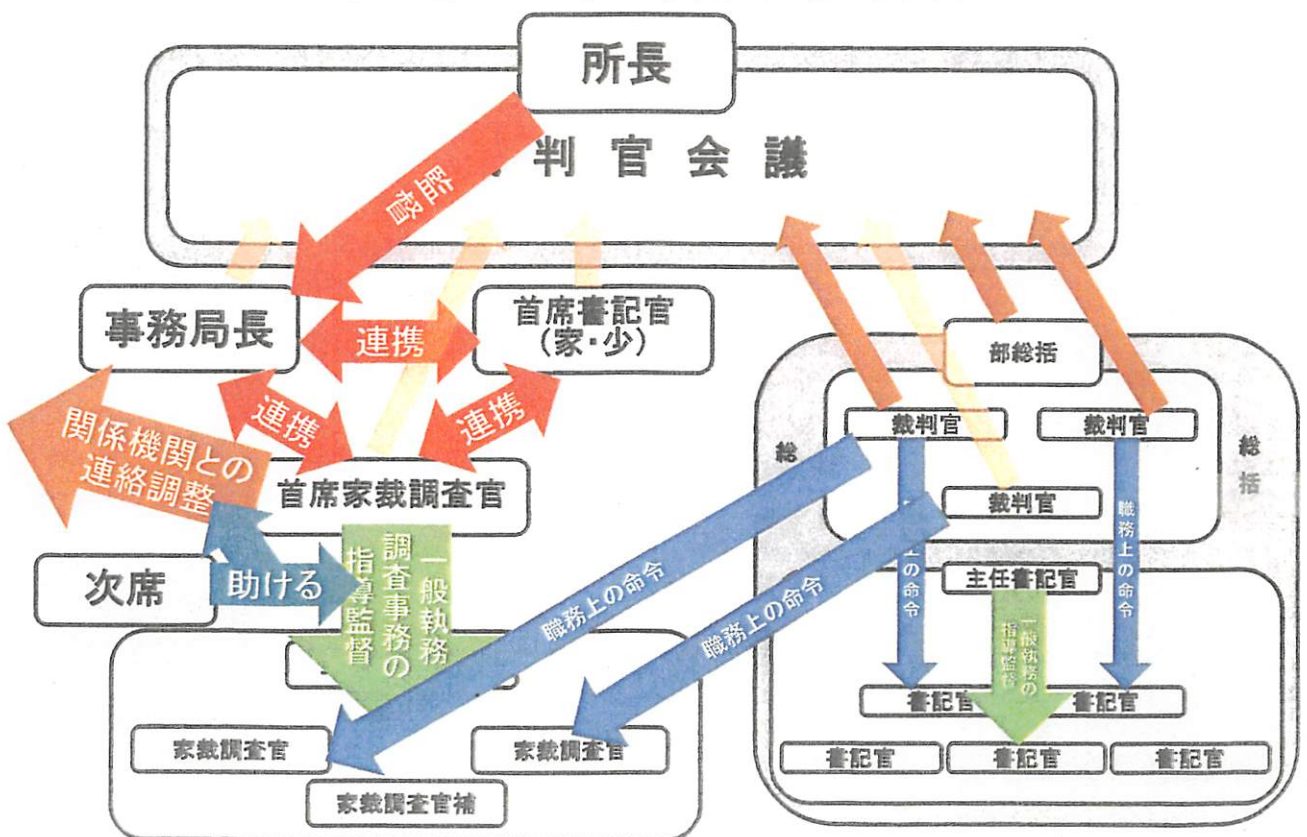 所長
判官会議
監督
事務局長
連携
首席書記官
(家・少)
連携
連携
関係機関との
連絡調整
首席家裁調査官
次席
助ける
一般執務
調査事務の
指導監督
家裁調査官
家裁調査官
家裁調査官補
職務上の命令
職務上の命令
部総括
総
総括
裁判官
裁判官
裁判官
上の命令
職務上の命令
主任書記官
一般執務の
指導監督
書記官
書記官
書記官
書記官
書記官